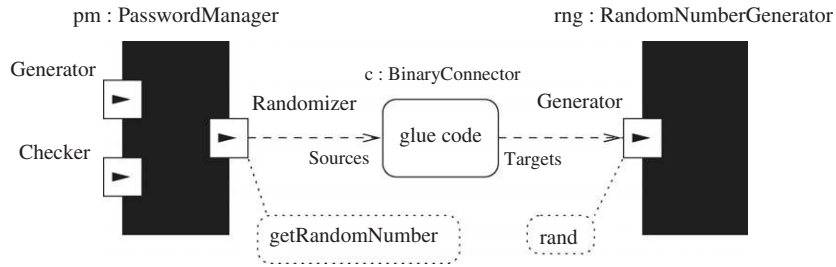 pm : PasswordManager
rng : RandomNumberGenerator
Generator
c : BinaryConnector
Randomizer
Generator
glue code
Checker
Sources
Targets
getRandomNumber
rand